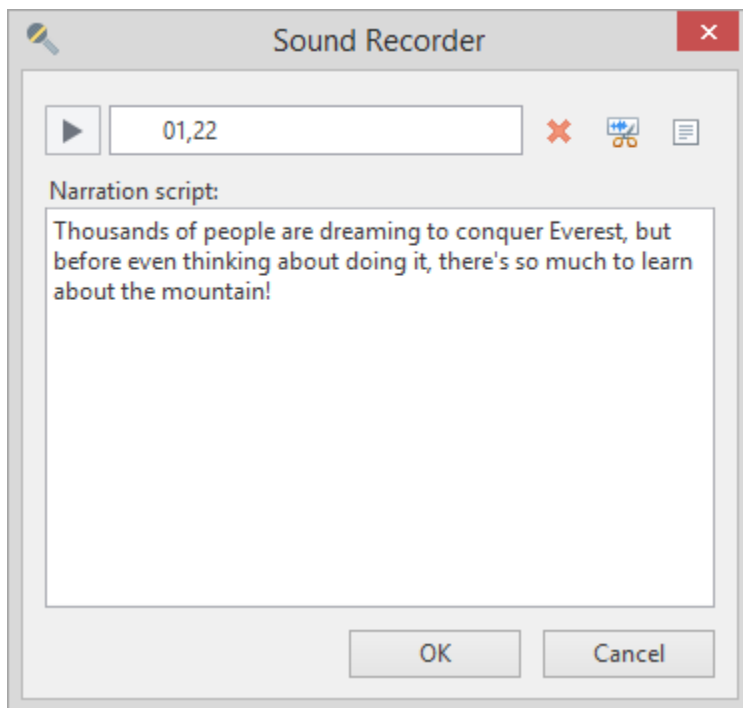 Sound Recorder
01,22
Narration script:
Thousands of people are dreaming to conquer Everest, but
before even thinking about doing it, there's so much to learn
about the mountain!
OK
Cancel